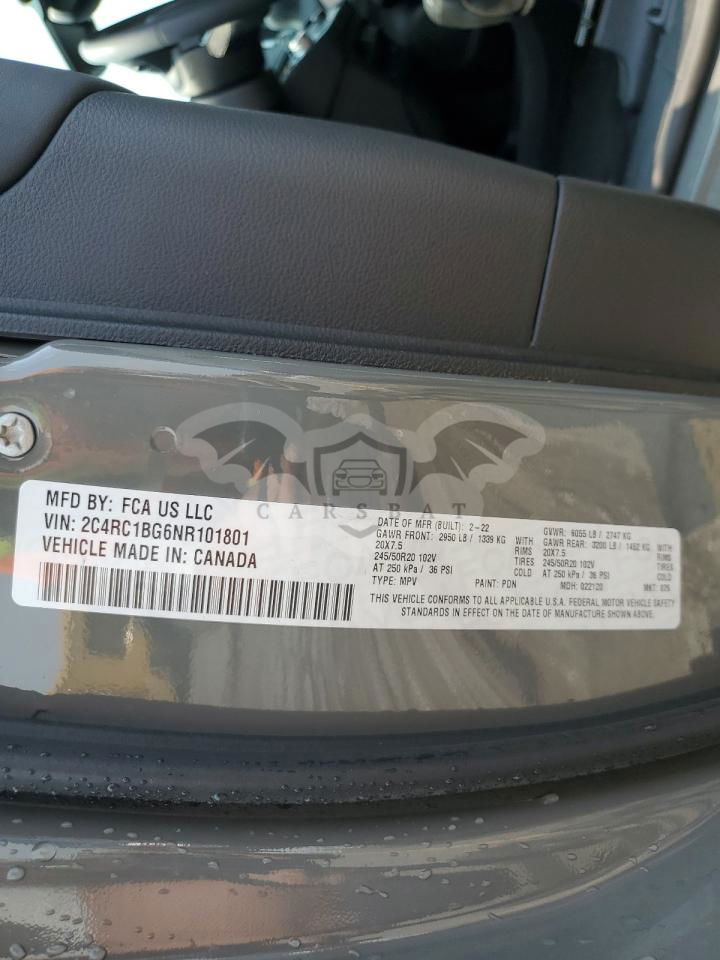 CARSBAT
MFD BY: FCA US LLC
VIN: 2C4RC1BG6NR101801
VEHICLE MADE IN: CANADA
DATE OF MFR (BUILT): 2-22 GVWR: 6055 LB / 2747 KG
GAWR FRONT: 2950 LB / 1339 KG WITH GAWR REAR: 3200 LB / 1452 KG WITH
20X7.5 RIMS 20X7.5 RIMS
245/50R20 102V TIRES 245/50R20 102V TIRES
AT 250 kPa / 36 PSI COLD AT 250 kPa / 36 PSI COLD
TYPE: MPV PAINT: PDN MDH: 022120 MKT: 025
THIS VEHICLE CONFORMS TO ALL APPLICABLE U.S.A. FEDERAL MOTOR VEHICLE SAFETY
STANDARDS IN EFFECT ON THE DATE OF MANUFACTURE SHOWN ABOVE.